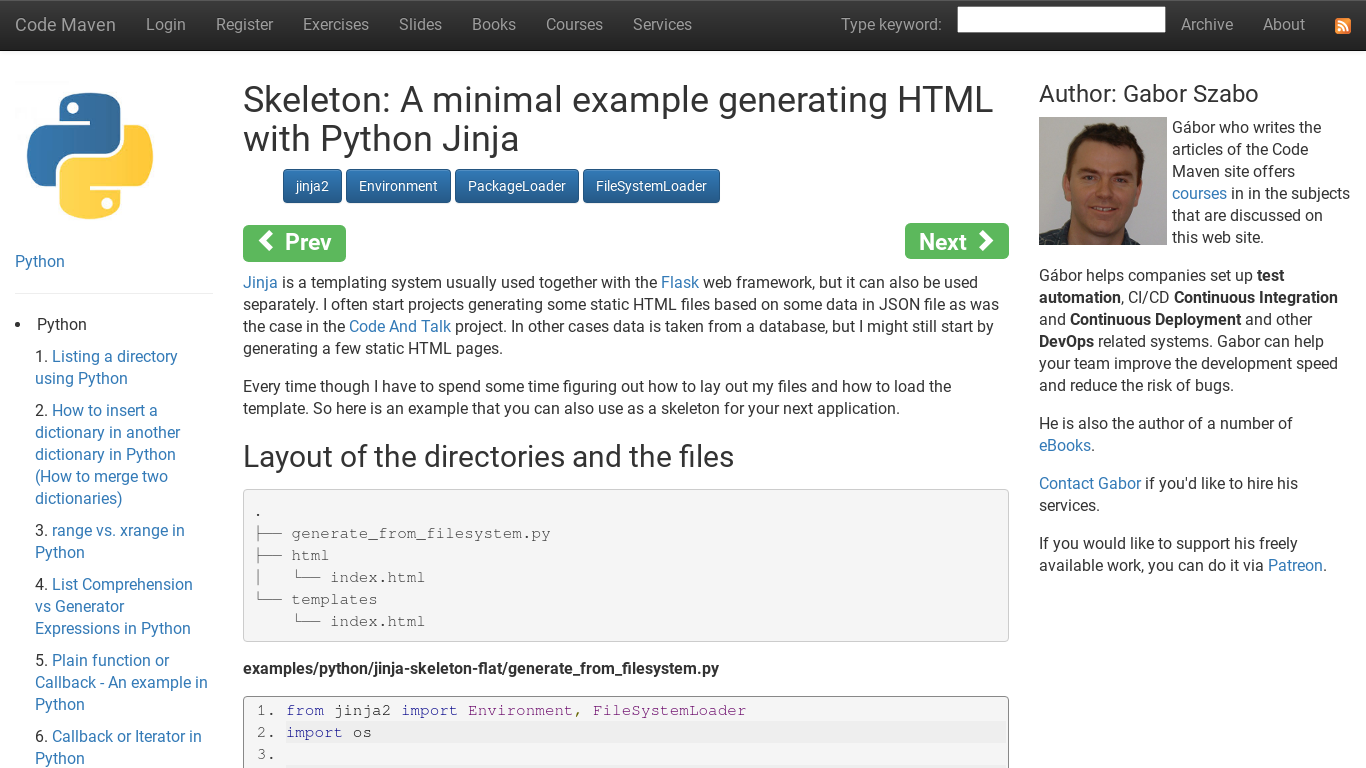 Code Maven Login Register Exercises Slides Books Courses Services Type keyword: Archive About
Python
Python
1. Listing a directory
using Python
2. How to insert a
dictionary in another
dictionary in Python
(How to merge two
dictionaries)
3. range vs. xrange in
Python
4. List Comprehension
vs Generator
Expressions in Python
5. Plain function or
Callback - An example in
Python
6. Callback or Iterator in
Python
Skeleton: A minimal example generating HTML
with Python Jinja
jinja2 Environment PackageLoader FileSystemLoader
Prev Next
Jinja is a templating system usually used together with the Flask web framework, but it can also be used
separately. I often start projects generating some static HTML files based on some data in JSON file as was
the case in the Code And Talk project. In other cases data is taken from a database, but I might still start by
generating a few static HTML pages.
Every time though I have to spend some time figuring out how to lay out my files and how to load the
template. So here is an example that you can also use as a skeleton for your next application.
Layout of the directories and the files
.
├── generate_from_filesystem.py
├── html
│   └── index.html
└── templates
    └── index.html
examples/python/jinja-skeleton-flat/generate_from_filesystem.py
1. from jinja2 import Environment, FileSystemLoader
2. import os
3.
Author: Gabor Szabo
Gábor who writes the
articles of the Code
Maven site offers
courses in in the subjects
that are discussed on
this web site.
Gábor helps companies set up test
automation, CI/CD Continuous Integration
and Continuous Deployment and other
DevOps related systems. Gabor can help
your team improve the development speed
and reduce the risk of bugs.
He is also the author of a number of
eBooks.
Contact Gabor if you'd like to hire his
services.
If you would like to support his freely
available work, you can do it via Patreon.